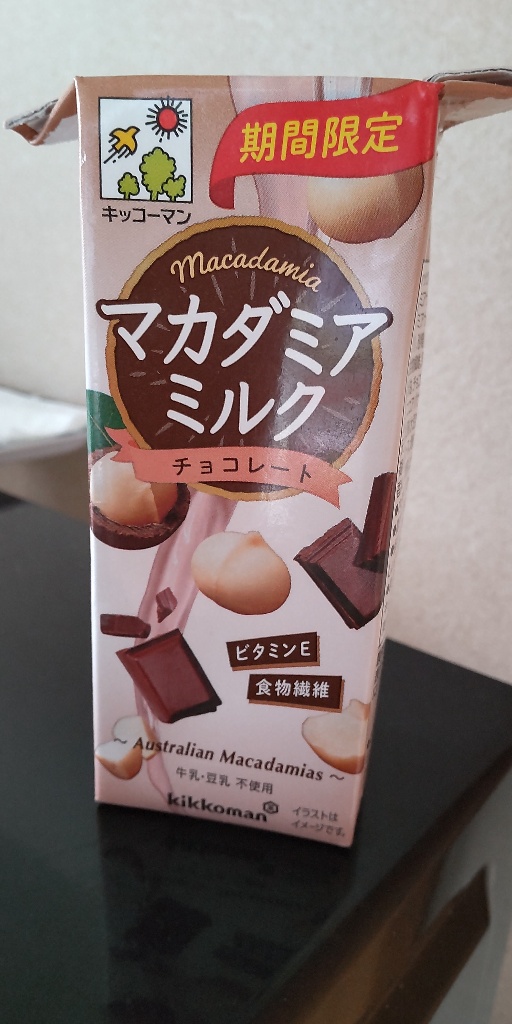 期間限定
キッコーマン
Macadamia
マカダミア
ミルク
チョコレート
ビタミンE
食物繊維
~ Australian Macadamias ~
牛乳・豆乳 不使用
kikkoman
イラストは
イメージです。